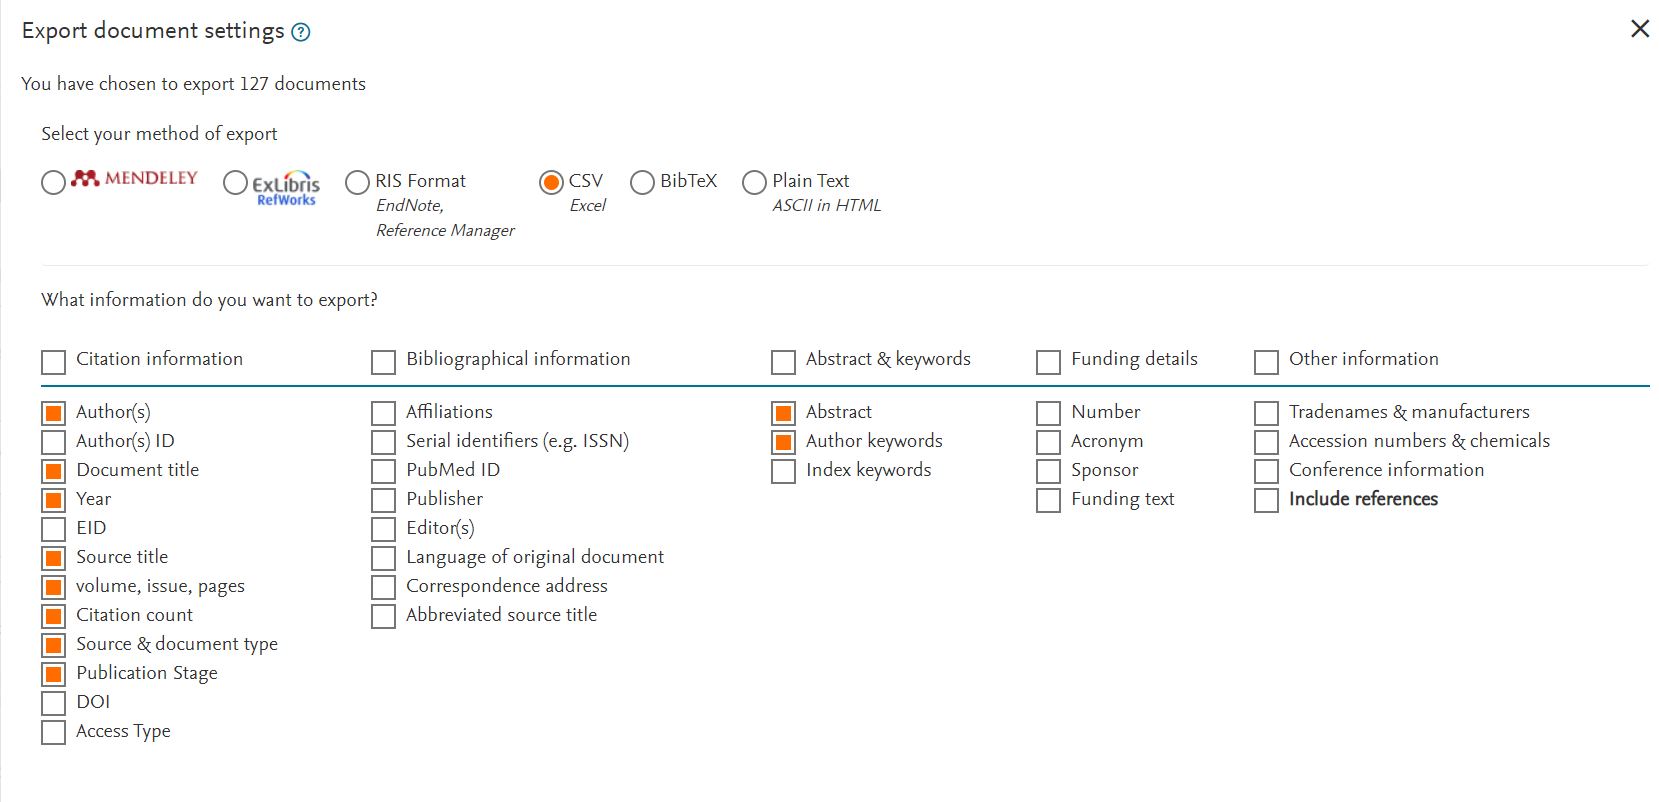 Export document settings ?
You have chosen to export 127 documents
Select your method of export
MENDELEY
ExLibris
RefWorks
RIS Format
EndNote,
Reference Manager
CSV
Excel
BibTeX
Plain Text
ASCII in HTML
What information do you want to export?
Citation information
Author(s)
Author(s) ID
Document title
Year
EID
Source title
volume, issue, pages
Citation count
Source & document type
Publication Stage
DOI
Access Type
Bibliographical information
Affiliations
Serial identifiers (e.g. ISSN)
PubMed ID
Publisher
Editor(s)
Language of original document
Correspondence address
Abbreviated source title
Abstract & keywords
Abstract
Author keywords
Index keywords
Funding details
Number
Acronym
Sponsor
Funding text
Other information
Tradenames & manufacturers
Accession numbers & chemicals
Conference information
Include references